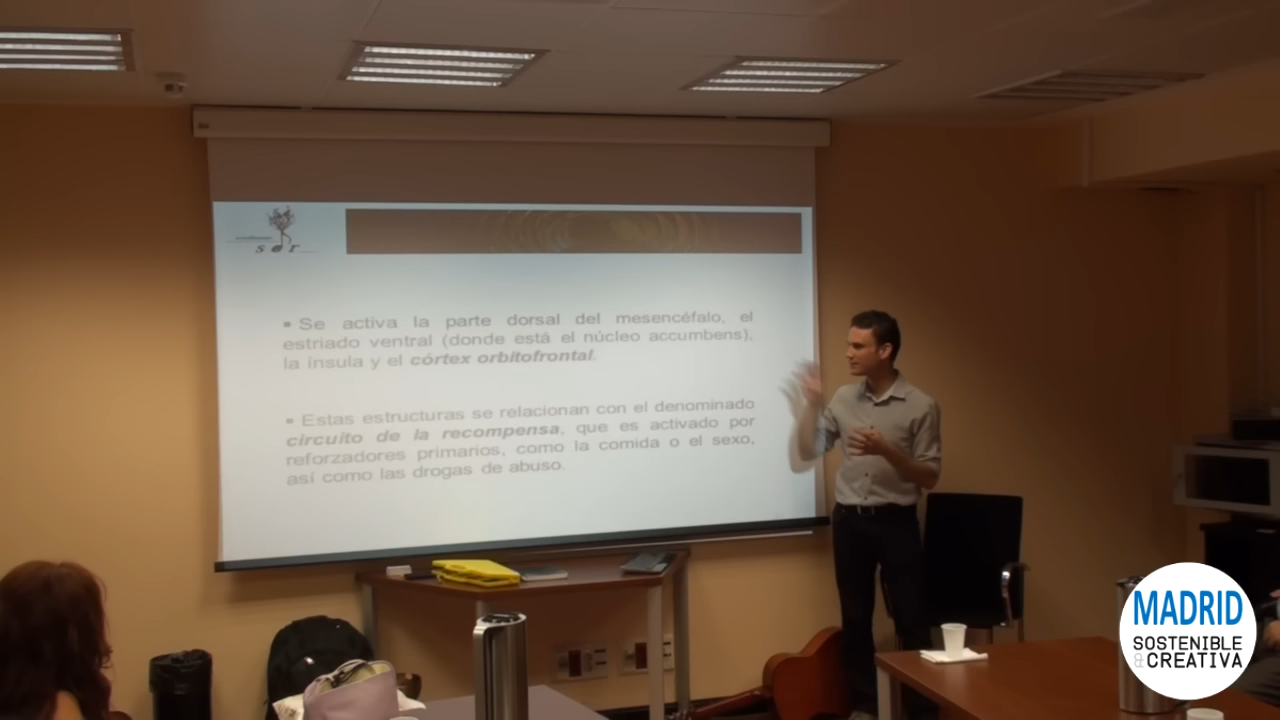 s r
▪ Se activa la parte dorsal del mesencéfalo, el
estriado ventral (donde está el núcleo accumbens),
la ínsula y el córtex orbitofrontal.
▪ Estas estructuras se relacionan con el denominado
circuito de la recompensa, que es activado por
reforzadores primarios, como la comida o el sexo,
así como las drogas de abuso.
MADRID
SOSTENIBLE
& CREATIVA